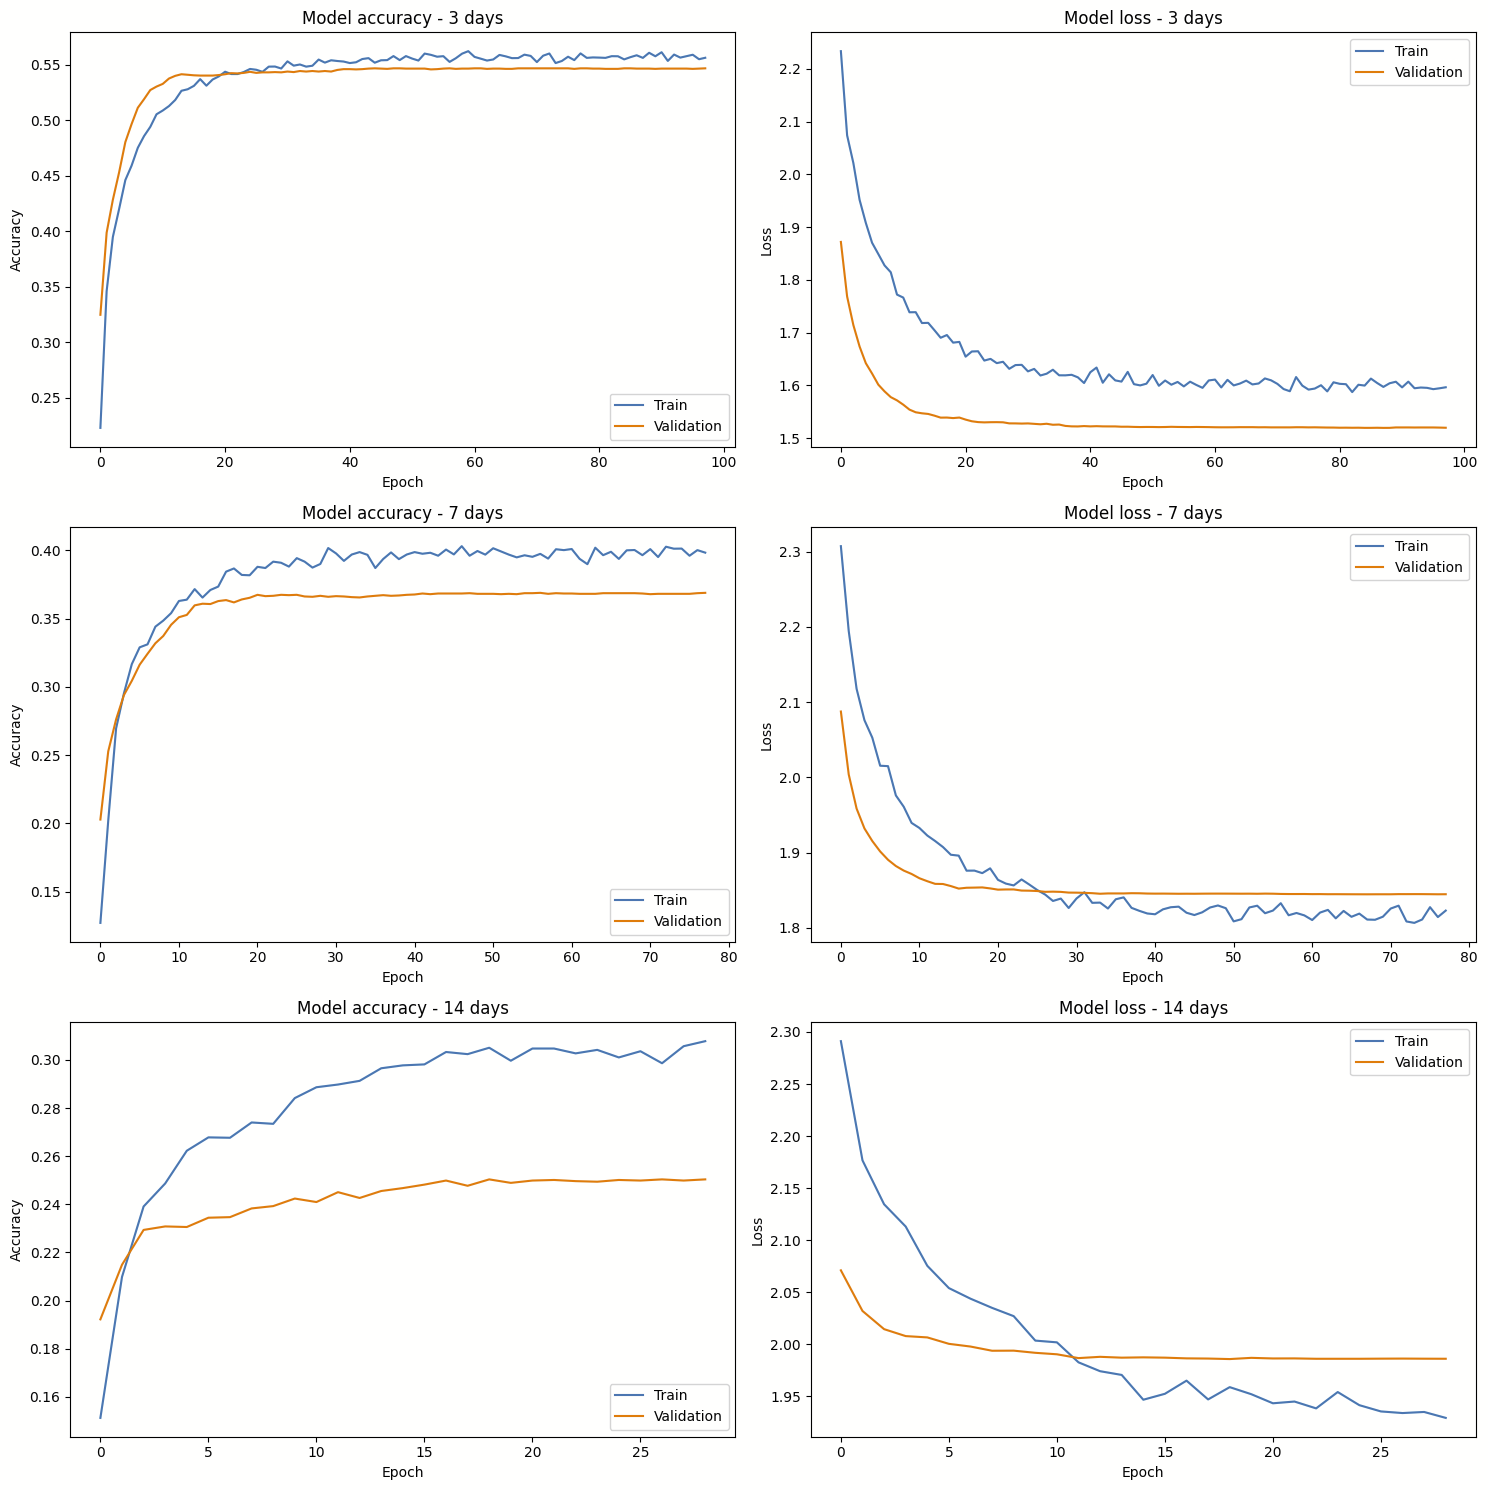 Model accuracy - 3 days
Accuracy
0.55
0.50
0.45
0.40
0.35
0.30
0.25
Train
Validation
0 20 40 60 80 100
Epoch
Model loss - 3 days
Loss
2.2
2.1
2.0
1.9
1.8
1.7
1.6
1.5
Train
Validation
0 20 40 60 80 100
Epoch
Model accuracy - 7 days
Accuracy
0.40
0.35
0.30
0.25
0.20
0.15
Train
Validation
0 10 20 30 40 50 60 70 80
Epoch
Model loss - 7 days
Loss
2.3
2.2
2.1
2.0
1.9
1.8
Train
Validation
0 10 20 30 40 50 60 70 80
Epoch
Model accuracy - 14 days
Accuracy
0.30
0.28
0.26
0.24
0.22
0.20
0.18
0.16
Train
Validation
0 5 10 15 20 25
Epoch
Model loss - 14 days
Loss
2.30
2.25
2.20
2.15
2.10
2.05
2.00
1.95
Train
Validation
0 5 10 15 20 25
Epoch